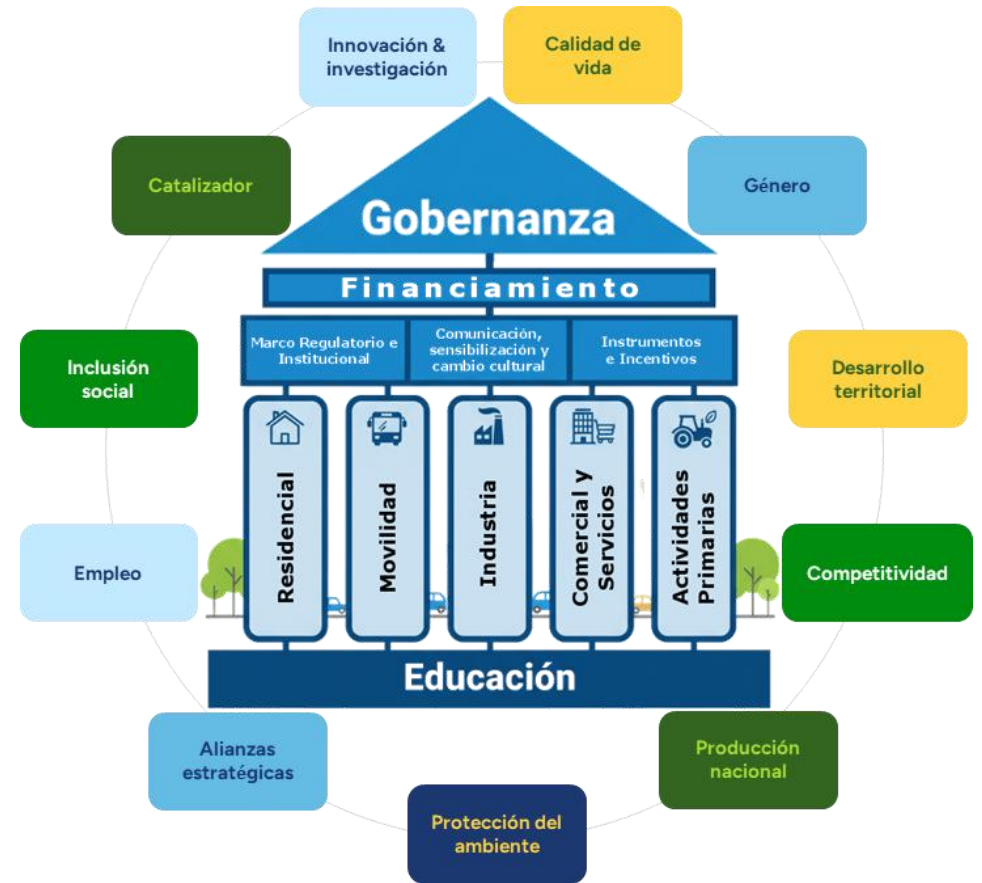 Innovación &
investigación
Calidad de
vida
Catalizador
Género
Gobernanza
Financiamiento
Marco Regulatorio e
Institucional
Comunicación,
sensibilización y
cambio cultural
Instrumentos
e Incentivos
Inclusión
social
Desarrollo
territorial
Residencial
Movilidad
Industria
Comercial y
Servicios
Actividades
Primarias
Empleo
Competitividad
Educación
Alianzas
estratégicas
Producción
nacional
Protección del
ambiente